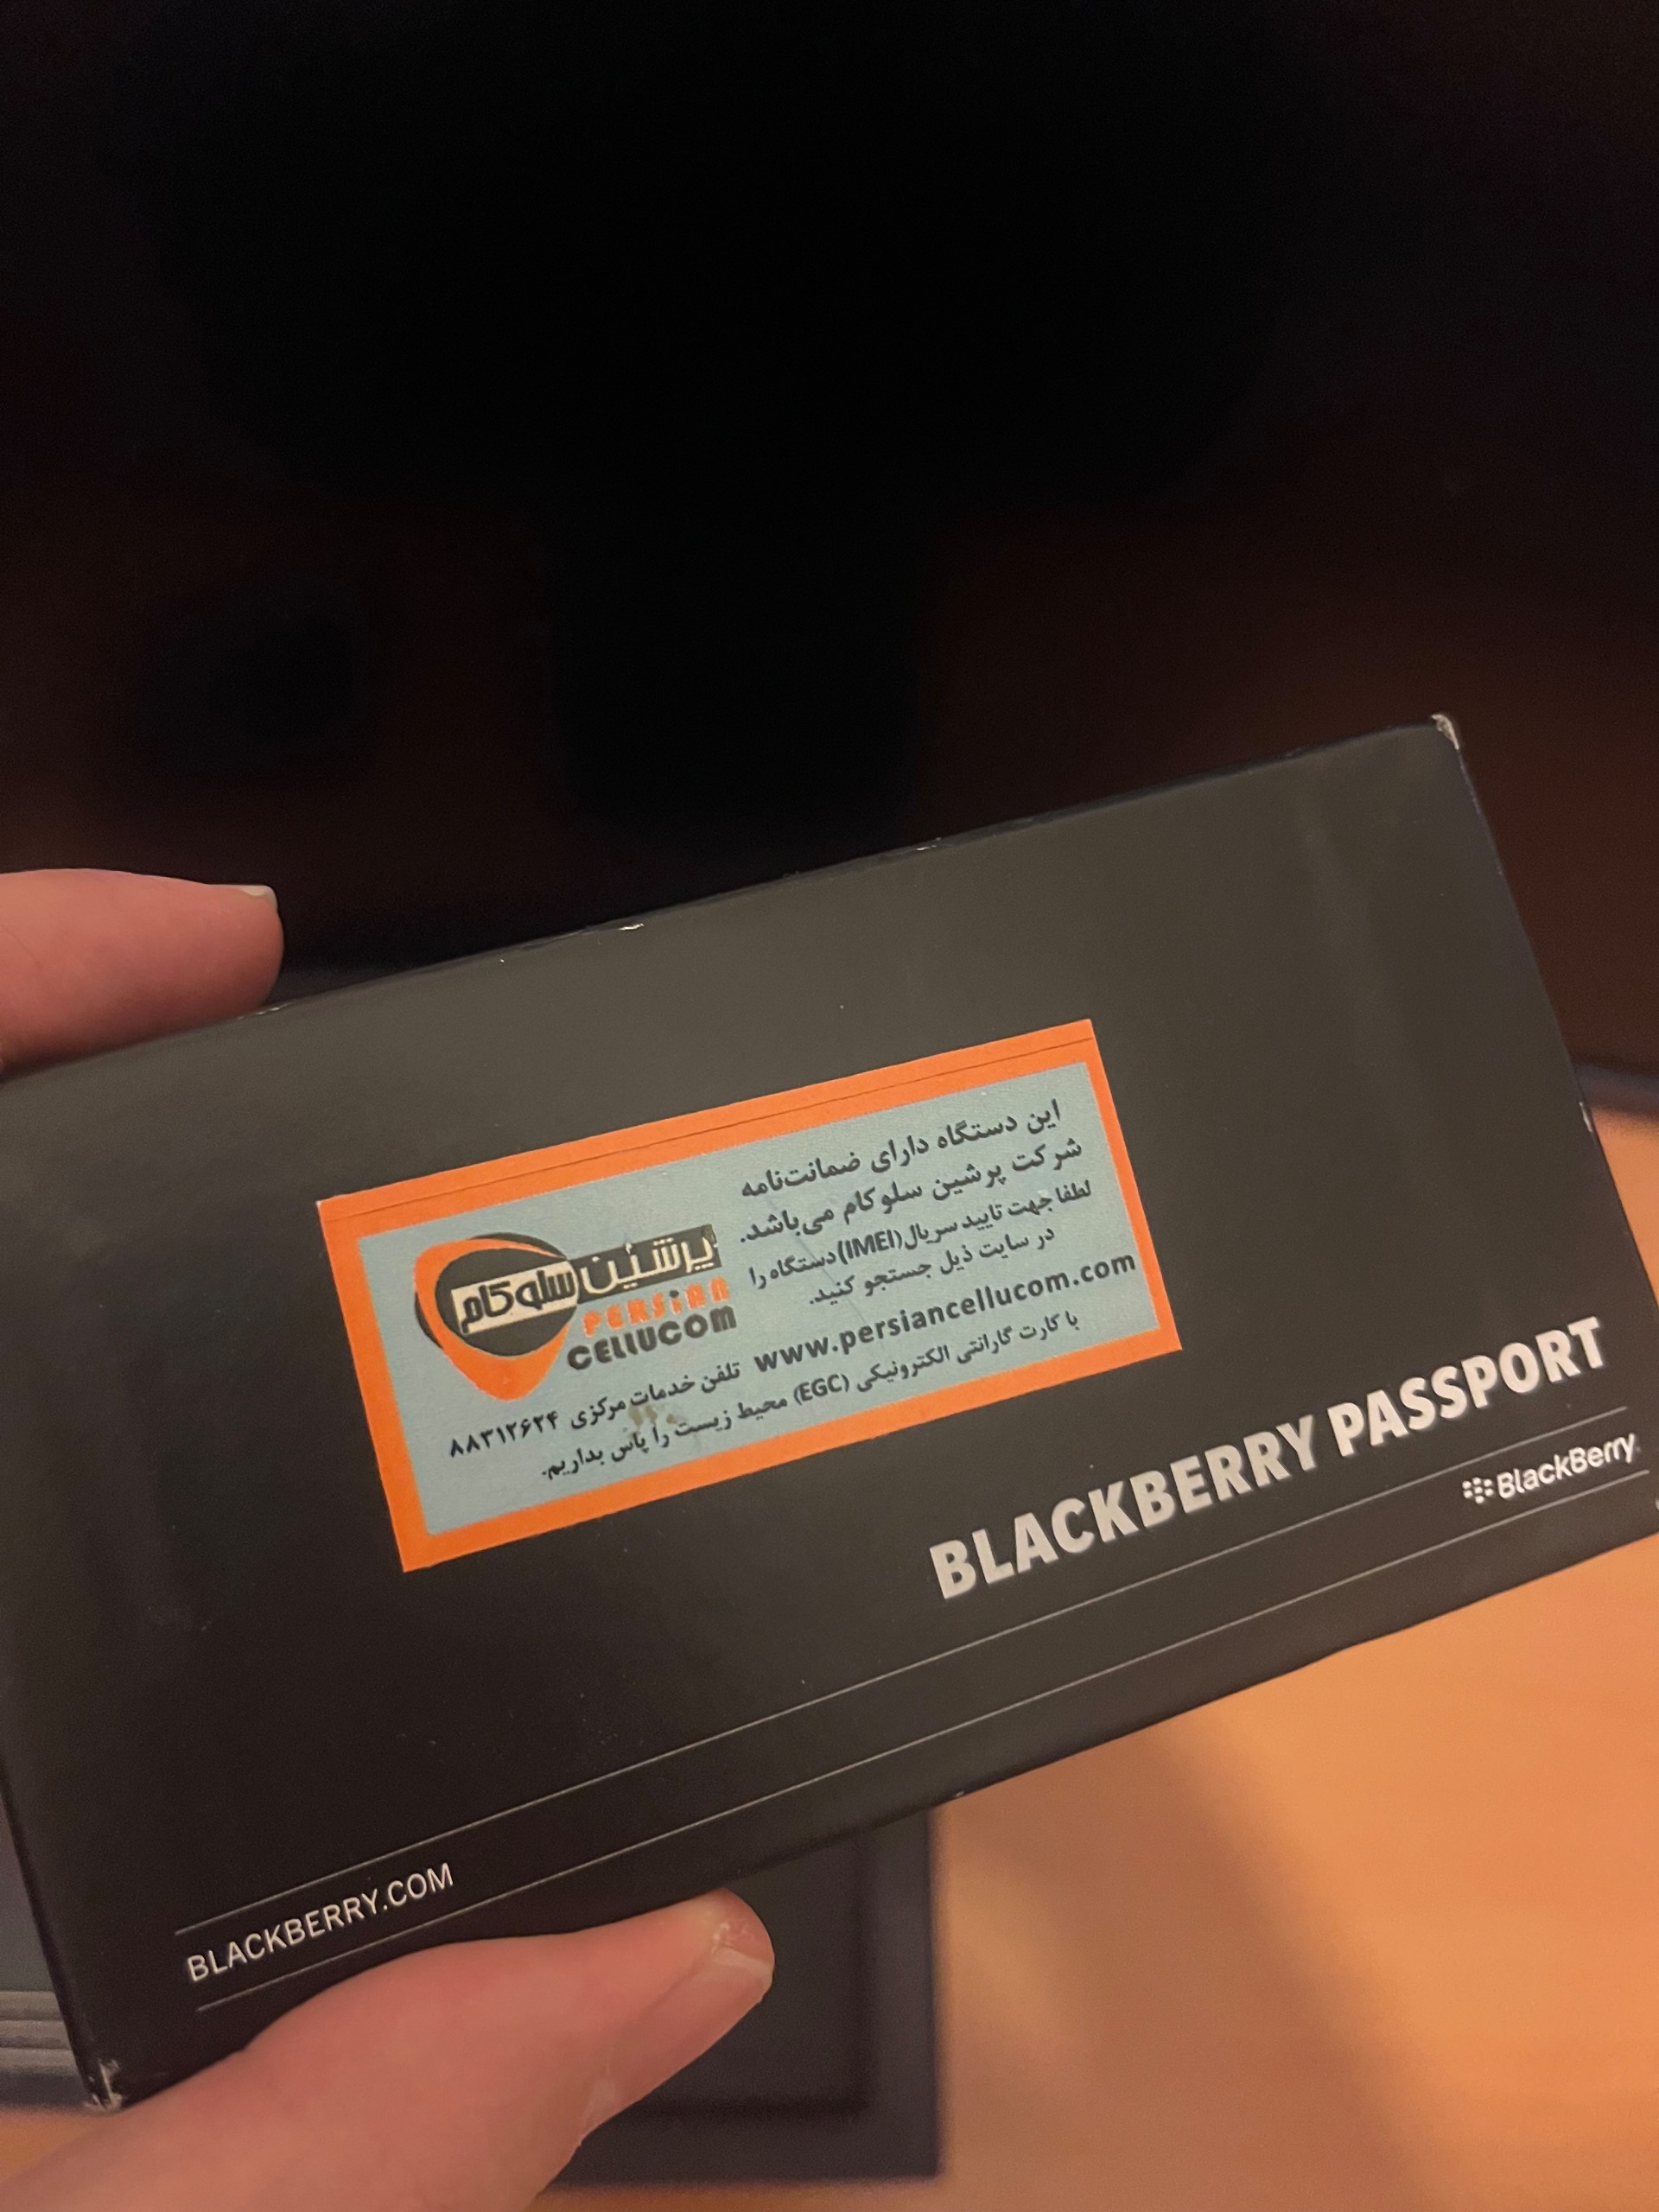 این دستگاه دارای ضمانت‌نامه
شرکت پرشین سلوکام می‌باشد.
لطفا جهت تایید سریال (IMEI) دستگاه را
در سایت ذیل جستجو کنید.
www.persiancellucom.com
پرشین سلوکام
PERSIAN
CELLUCOM
تلفن خدمات مرکزی ۸۸۳۱۲۶۲۴
با کارت گارانتی الکترونیکی (EGC) محیط زیست را پاس بداریم.
BLACKBERRY PASSPORT
BlackBerry
BLACKBERRY.COM